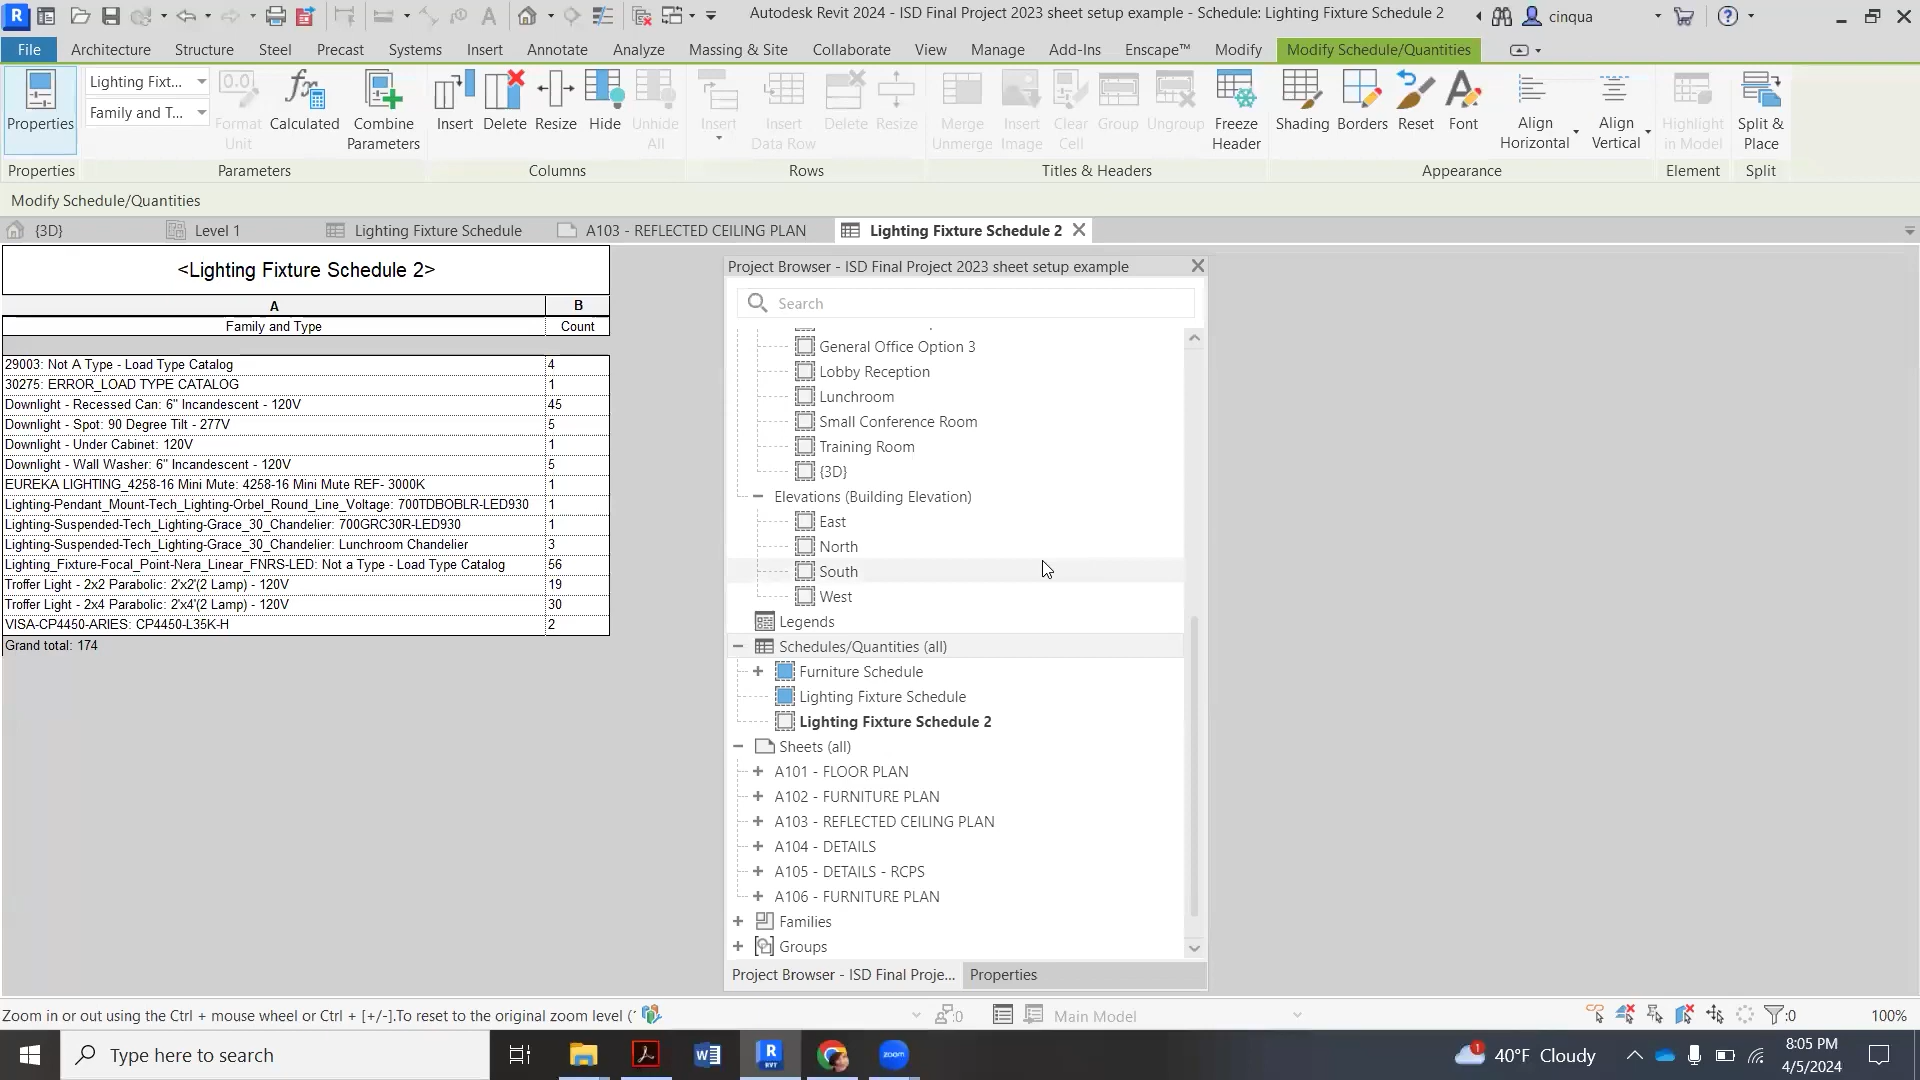 Autodesk Revit 2024 - ISD Final Project 2023 sheet setup example - Schedule: Lighting Fixture Schedule 2
cinqua
File Architecture Structure Steel Precast Systems Insert Annotate Analyze Massing & Site Collaborate View Manage Add-Ins Enscape™ Modify Modify Schedule/Quantities
Lighting Fixt...
Family and T...
Properties Format Unit Calculated Combine Parameters Insert Delete Resize Hide Unhide All Insert Insert Data Row Delete Resize Merge Unmerge Insert Image Clear Cell Group Ungroup Freeze Header Shading Borders Reset Font Align Horizontal Align Vertical Highlight in Model Split & Place
Properties Parameters Columns Rows Titles & Headers Appearance Element Split
Modify Schedule/Quantities
{3D} Level 1 Lighting Fixture Schedule A103 - REFLECTED CEILING PLAN Lighting Fixture Schedule 2
<Lighting Fixture Schedule 2>
A B
Family and Type Count
29003: Not A Type - Load Type Catalog 4
30275: ERROR_LOAD TYPE CATALOG 1
Downlight - Recessed Can: 6" Incandescent - 120V 45
Downlight - Spot: 90 Degree Tilt - 277V 5
Downlight - Under Cabinet: 120V 1
Downlight - Wall Washer: 6" Incandescent - 120V 5
EUREKA LIGHTING_4258-16 Mini Mute: 4258-16 Mini Mute REF- 3000K 1
Lighting-Pendant_Mount-Tech_Lighting-Orbel_Round_Line_Voltage: 700TDBOBLR-LED930 1
Lighting-Suspended-Tech_Lighting-Grace_30_Chandelier: 700GRC30R-LED930 1
Lighting-Suspended-Tech_Lighting-Grace_30_Chandelier: Lunchroom Chandelier 3
Lighting_Fixture-Focal_Point-Nera_Linear_FNRS-LED: Not a Type - Load Type Catalog 56
Troffer Light - 2x2 Parabolic: 2'x2'(2 Lamp) - 120V 19
Troffer Light - 2x4 Parabolic: 2'x4'(2 Lamp) - 120V 30
VISA-CP4450-ARIES: CP4450-L35K-H 2
Grand total: 174
Project Browser - ISD Final Project 2023 sheet setup example
Search
General Office Option 3
Lobby Reception
Lunchroom
Small Conference Room
Training Room
{3D}
Elevations (Building Elevation)
East
North
South
West
Legends
Schedules/Quantities (all)
Furniture Schedule
Lighting Fixture Schedule
Lighting Fixture Schedule 2
Sheets (all)
A101 - FLOOR PLAN
A102 - FURNITURE PLAN
A103 - REFLECTED CEILING PLAN
A104 - DETAILS
A105 - DETAILS - RCPS
A106 - FURNITURE PLAN
Families
Groups
Project Browser - ISD Final Proje... Properties
Zoom in or out using the Ctrl + mouse wheel or Ctrl + [+/-].To reset to the original zoom level (' :0 Main Model :0 100%
Type here to search
40°F Cloudy
8:05 PM
4/5/2024